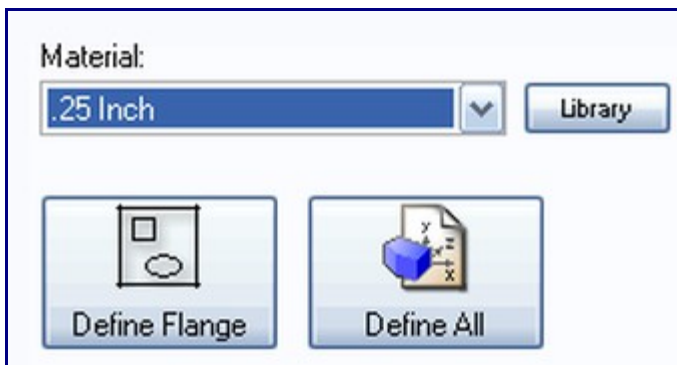 Material:
.25 Inch
Library
Define Flange
Define All